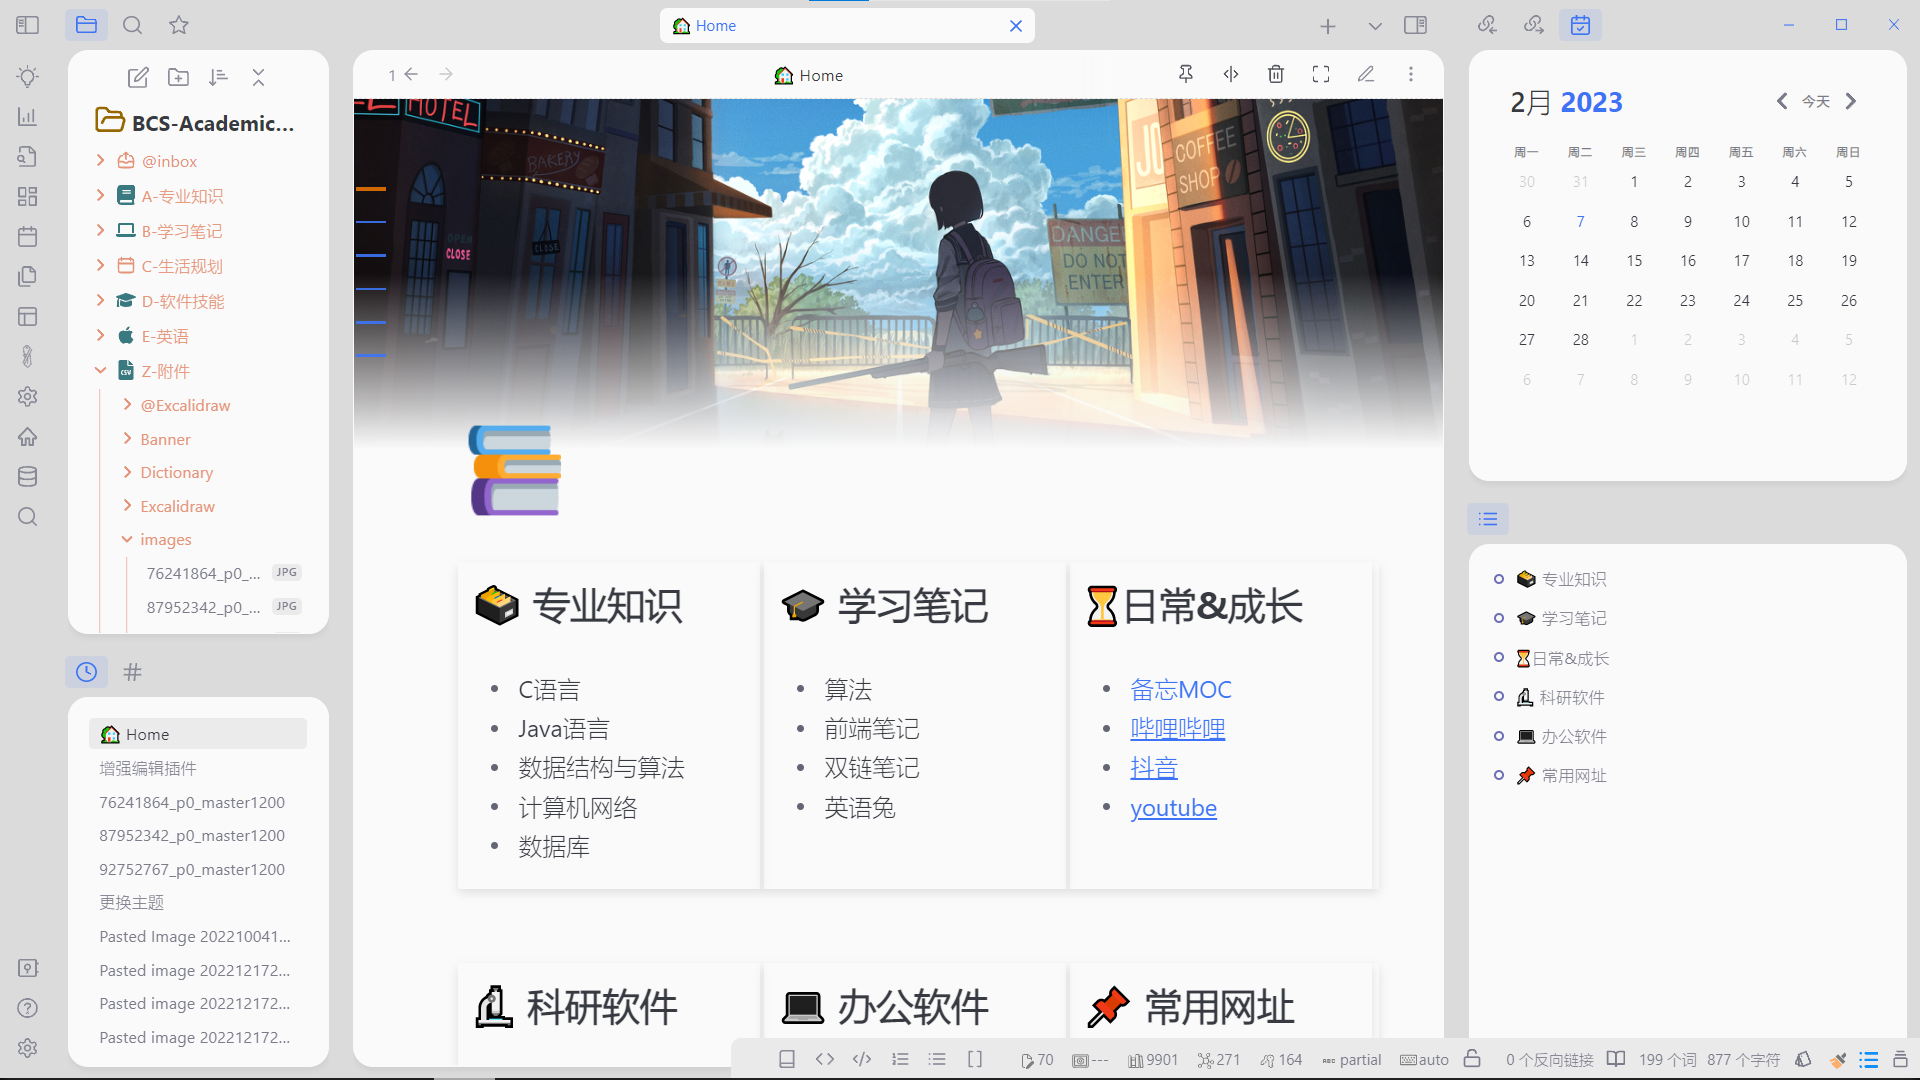 Home
1
Home
BCS-Academic...
@inbox
A-专业知识
B-学习笔记
C-生活规划
D-软件技能
E-英语
Z-附件
@Excalidraw
Banner
Dictionary
Excalidraw
images
76241864_p0_... JPG
87952342_p0_... JPG
Home
增强编辑插件
76241864_p0_master1200
87952342_p0_master1200
92752767_p0_master1200
更换主题
Pasted Image 202210041...
Pasted image 202212172...
Pasted image 202212172...
Pasted image 202212172...
HOTEL
BAKERY
OPEN
CLOSE
CLOSE
COFFEE
SHOP
DANGE
DO NOT
ENTER
专业知识
C语言
Java语言
数据结构与算法
计算机网络
数据库
学习笔记
算法
前端笔记
双链笔记
英语兔
日常&成长
备忘MOC
哔哩哔哩
抖音
youtube
科研软件
办公软件
常用网址
2月 2023
今天
周一 周二 周三 周四 周五 周六 周日
30 31 1 2 3 4 5
6 7 8 9 10 11 12
13 14 15 16 17 18 19
20 21 22 23 24 25 26
27 28 1 2 3 4 5
6 7 8 9 10 11 12
专业知识
学习笔记
日常&成长
科研软件
办公软件
常用网址
70 --- 9901 271 164 REC partial auto 0 个反向链接 199 个词 877 个字符